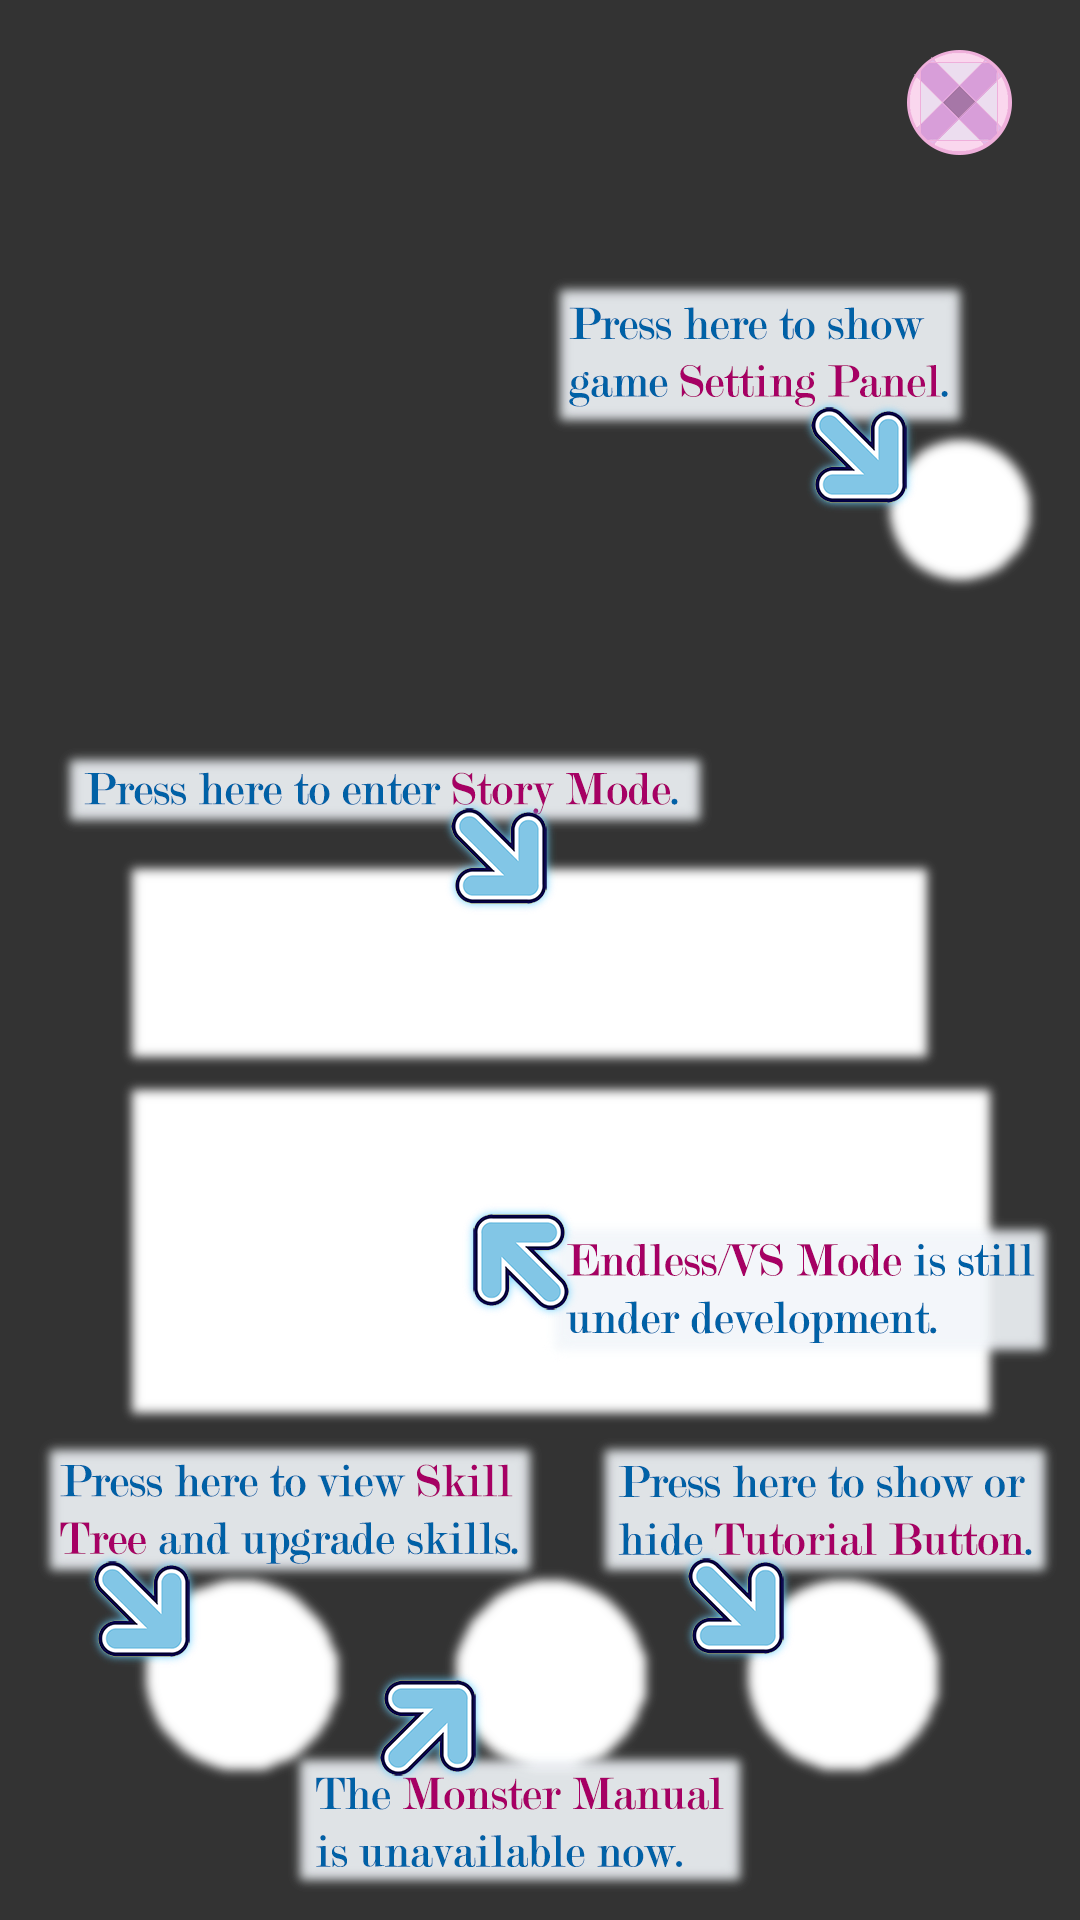 Press here to show
game Setting Panel.
Press here to enter Story Mode.
Endless/VS Mode is still
under development.
Press here to view Skill
Tree and upgrade skills.
Press here to show or
hide Tutorial Button.
The Monster Manual
is unavailable now.